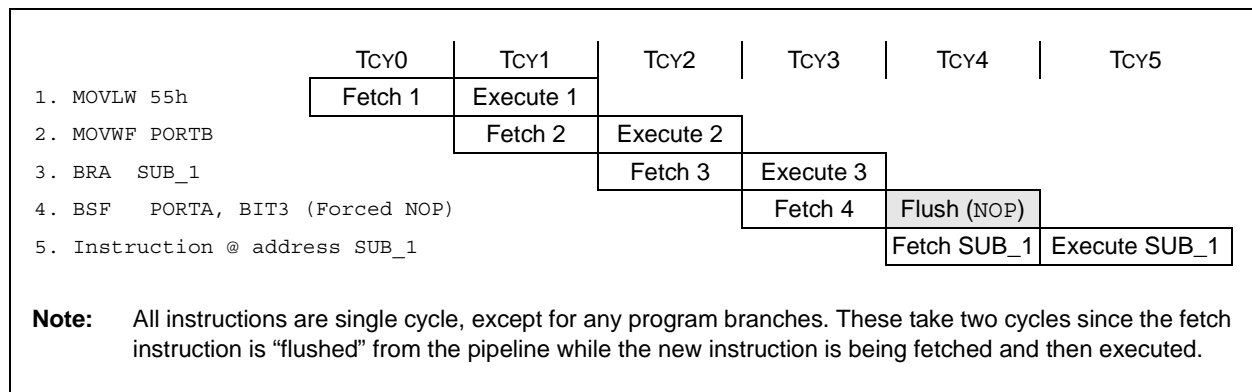 TCY0 TCY1 TCY2 TCY3 TCY4 TCY5
1. MOVLW 55h Fetch 1 Execute 1
2. MOVWF PORTB Fetch 2 Execute 2
3. BRA SUB_1 Fetch 3 Execute 3
4. BSF PORTA, BIT3 (Forced NOP) Fetch 4 Flush (NOP)
5. Instruction @ address SUB_1 Fetch SUB_1 Execute SUB_1
Note: All instructions are single cycle, except for any program branches. These take two cycles since the fetch
instruction is “flushed” from the pipeline while the new instruction is being fetched and then executed.